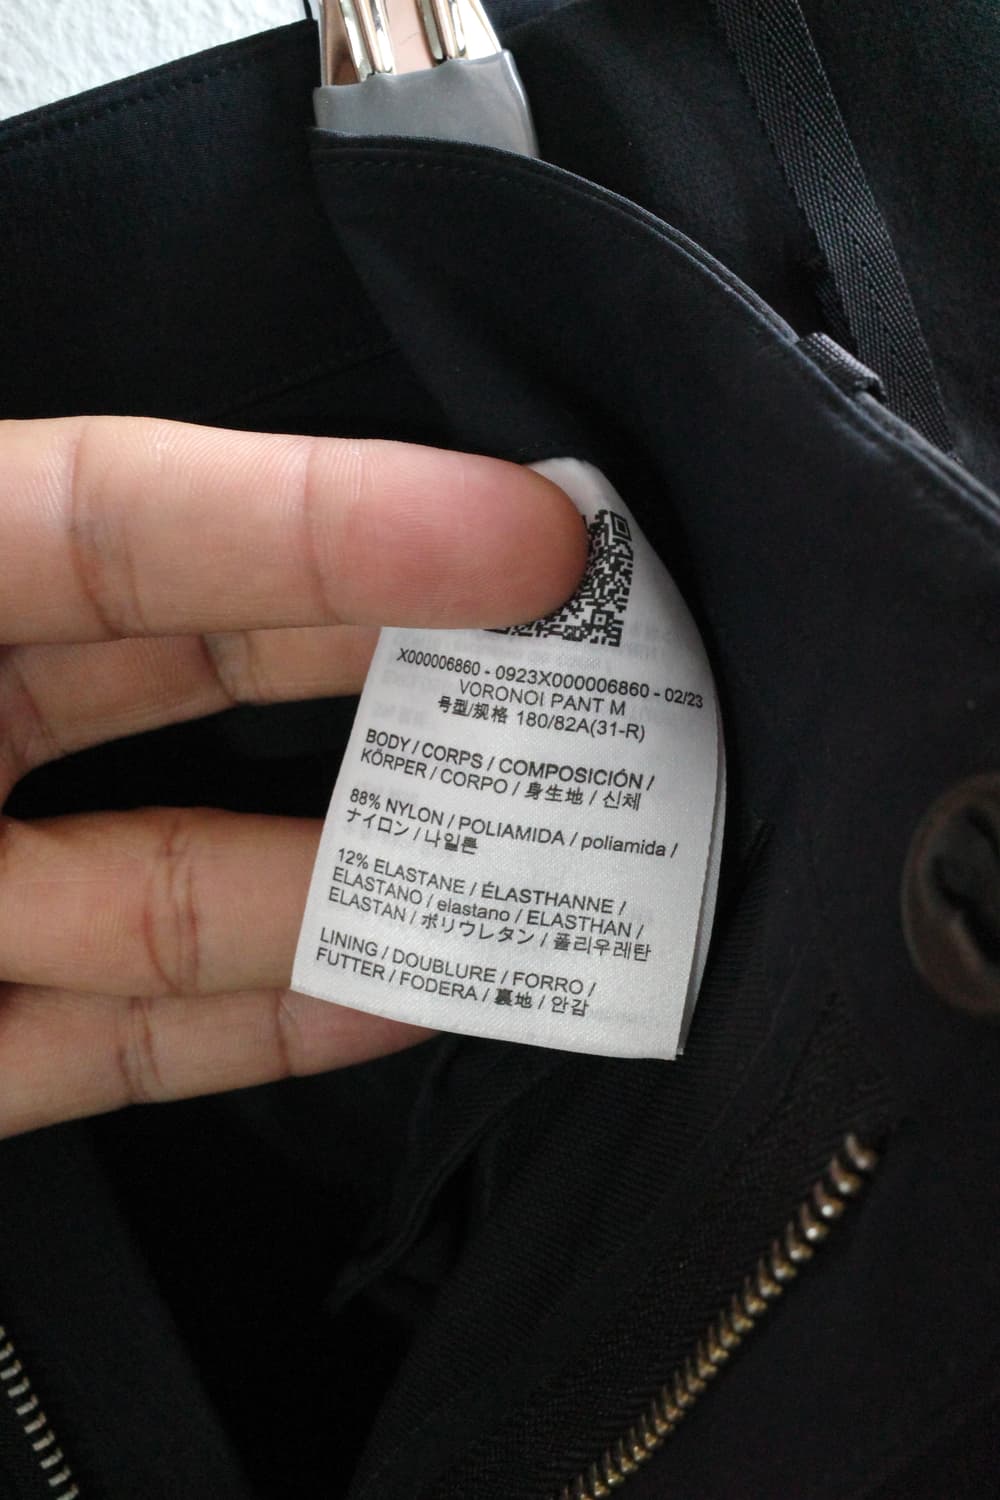 X000006860 - 0923X000006860 - 02/23
VORONOI PANT M
号型/规格 180/82A(31-R)
BODY / CORPS / COMPOSICIÓN /
KÖRPER / CORPO / 身生地 / 신체
88% NYLON / POLIAMIDA / poliamida /
ナイロン / 나일론
12% ELASTANE / ÉLASTHANNE /
ELASTANO / elastano / ELASTHAN /
ELASTAN / ポリウレタン / 폴리우레탄
LINING / DOUBLURE / FORRO /
FUTTER / FODERA / 裏地 / 안감